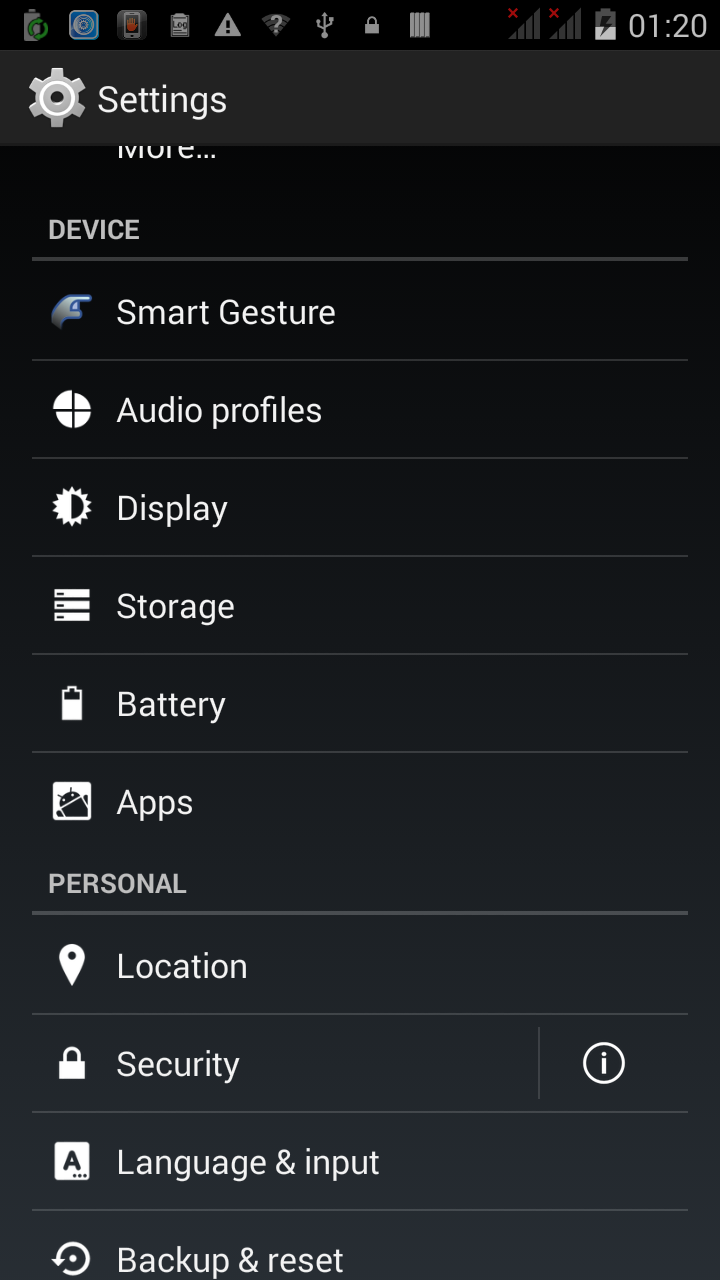 01:20
Settings
More...
DEVICE
Smart Gesture
Audio profiles
Display
Storage
Battery
Apps
PERSONAL
Location
Security
Language & input
Backup & reset